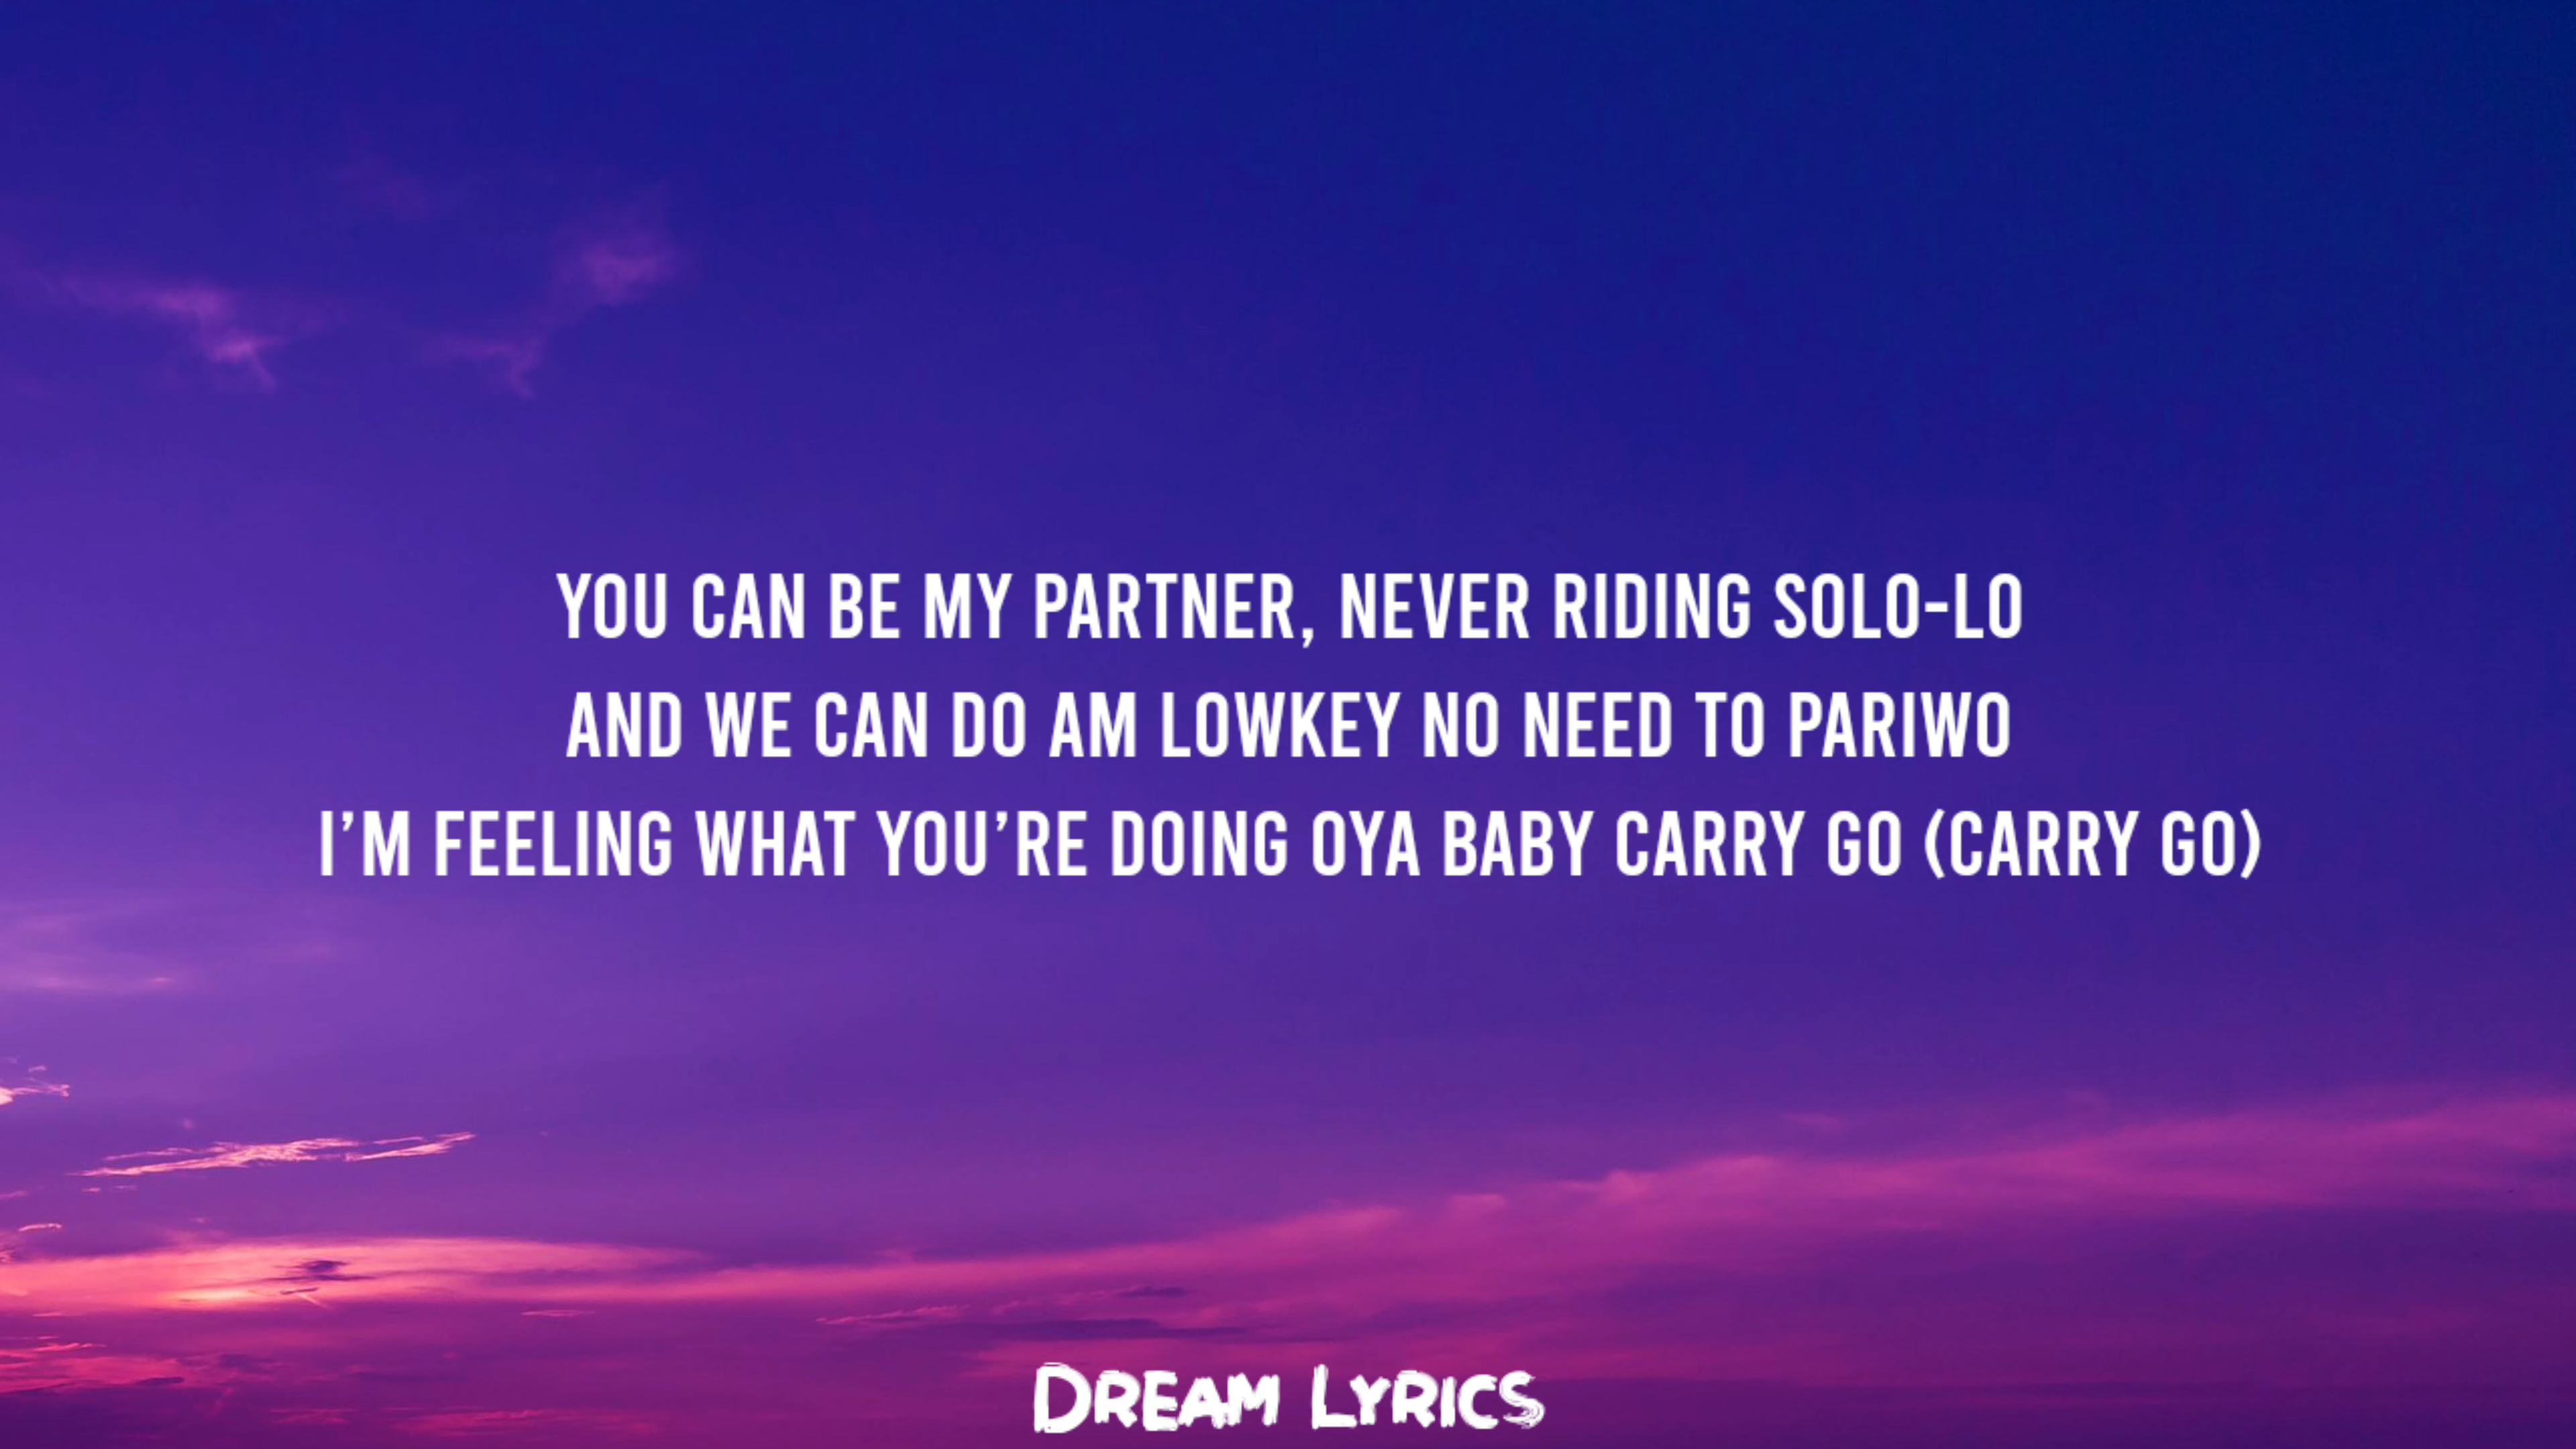 YOU CAN BE MY PARTNER, NEVER RIDING SOLO-LO
AND WE CAN DO AM LOWKEY NO NEED TO PARIWO
I'M FEELING WHAT YOU'RE DOING OYA BABY CARRY GO (CARRY GO)
DREAM LYRICS